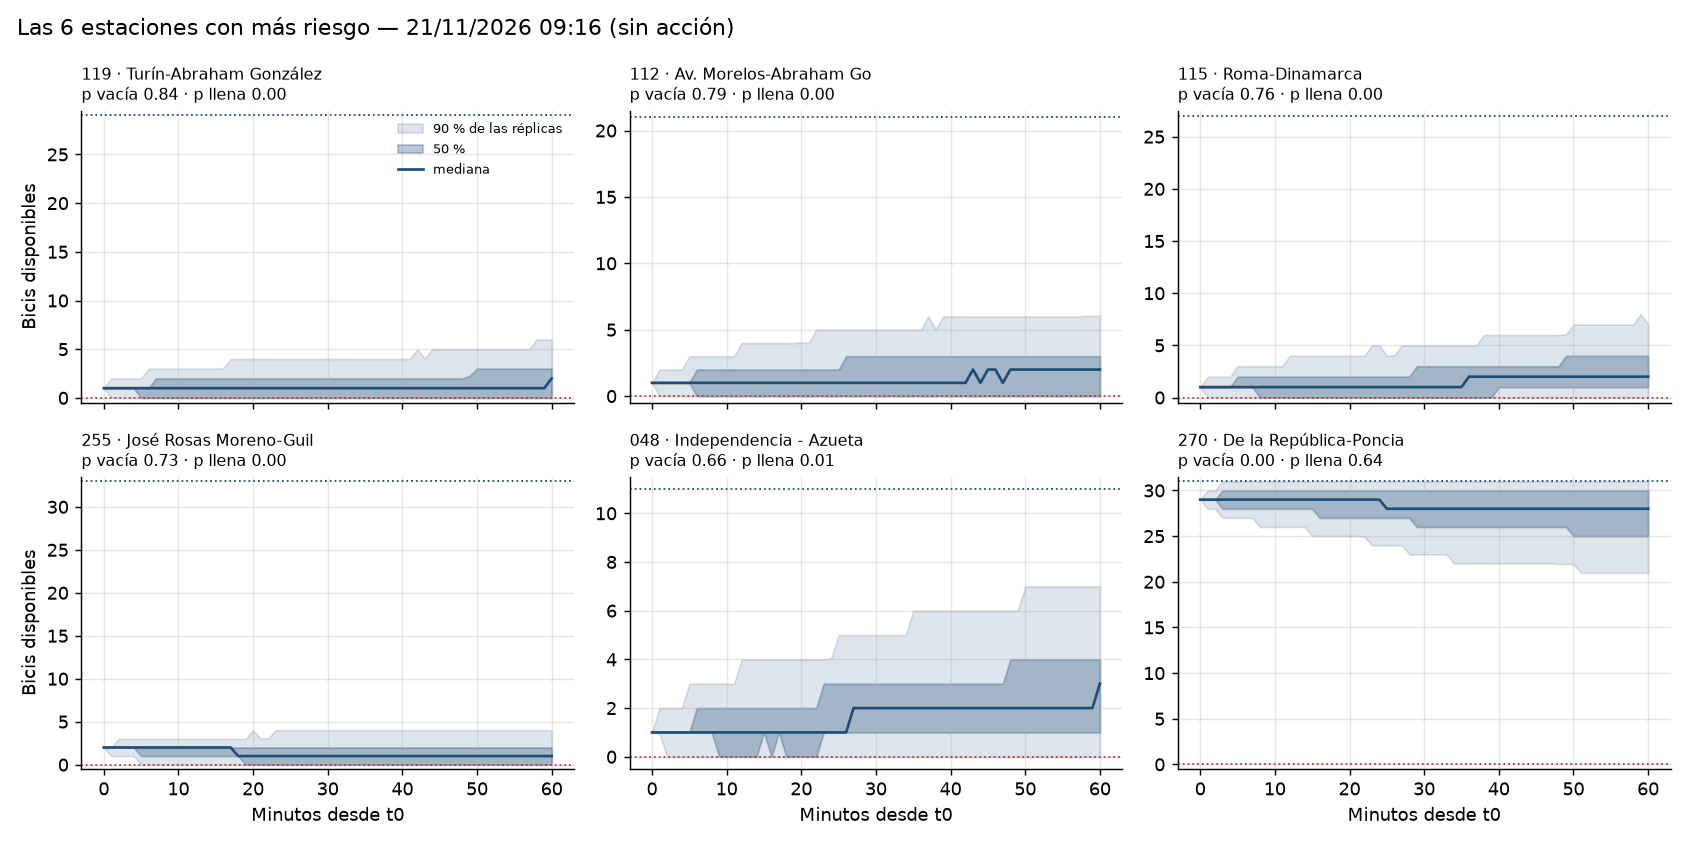 Las 6 estaciones con más riesgo — 21/11/2026 09:16 (sin acción)
119 · Turín-Abraham González
p vacía 0.84 · p llena 0.00
90 % de las réplicas
50 %
mediana
Bicis disponibles
25
20
15
10
5
0
112 · Av. Morelos-Abraham Go
p vacía 0.79 · p llena 0.00
20
15
10
5
0
115 · Roma-Dinamarca
p vacía 0.76 · p llena 0.00
25
20
15
10
5
0
255 · José Rosas Moreno-Guil
p vacía 0.73 · p llena 0.00
Bicis disponibles
30
25
20
15
10
5
0
0 10 20 30 40 50 60
Minutos desde t0
048 · Independencia - Azueta
p vacía 0.66 · p llena 0.01
10
8
6
4
2
0
0 10 20 30 40 50 60
Minutos desde t0
270 · De la República-Poncia
p vacía 0.00 · p llena 0.64
30
25
20
15
10
5
0
0 10 20 30 40 50 60
Minutos desde t0